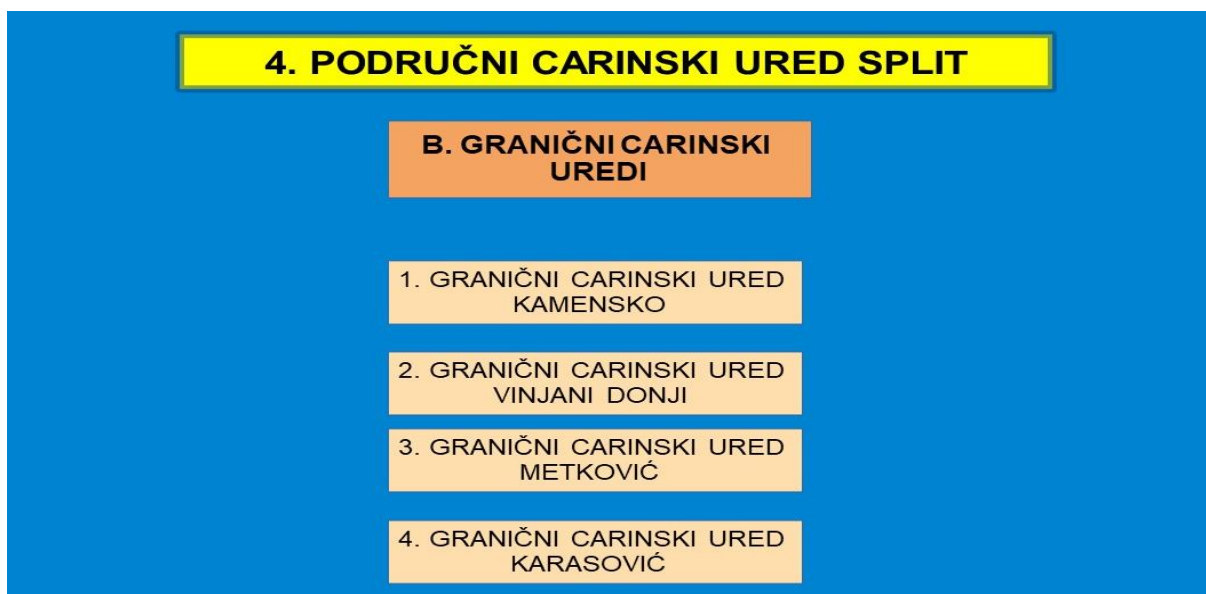 4. PODRUČNI CARINSKI URED SPLIT
B. GRANIČNI CARINSKI
UREDI
1. GRANIČNI CARINSKI URED
KAMENSKO
2. GRANIČNI CARINSKI URED
VINJANI DONJI
3. GRANIČNI CARINSKI URED
METKOVIĆ
4. GRANIČNI CARINSKI URED
KARASOVIĆ